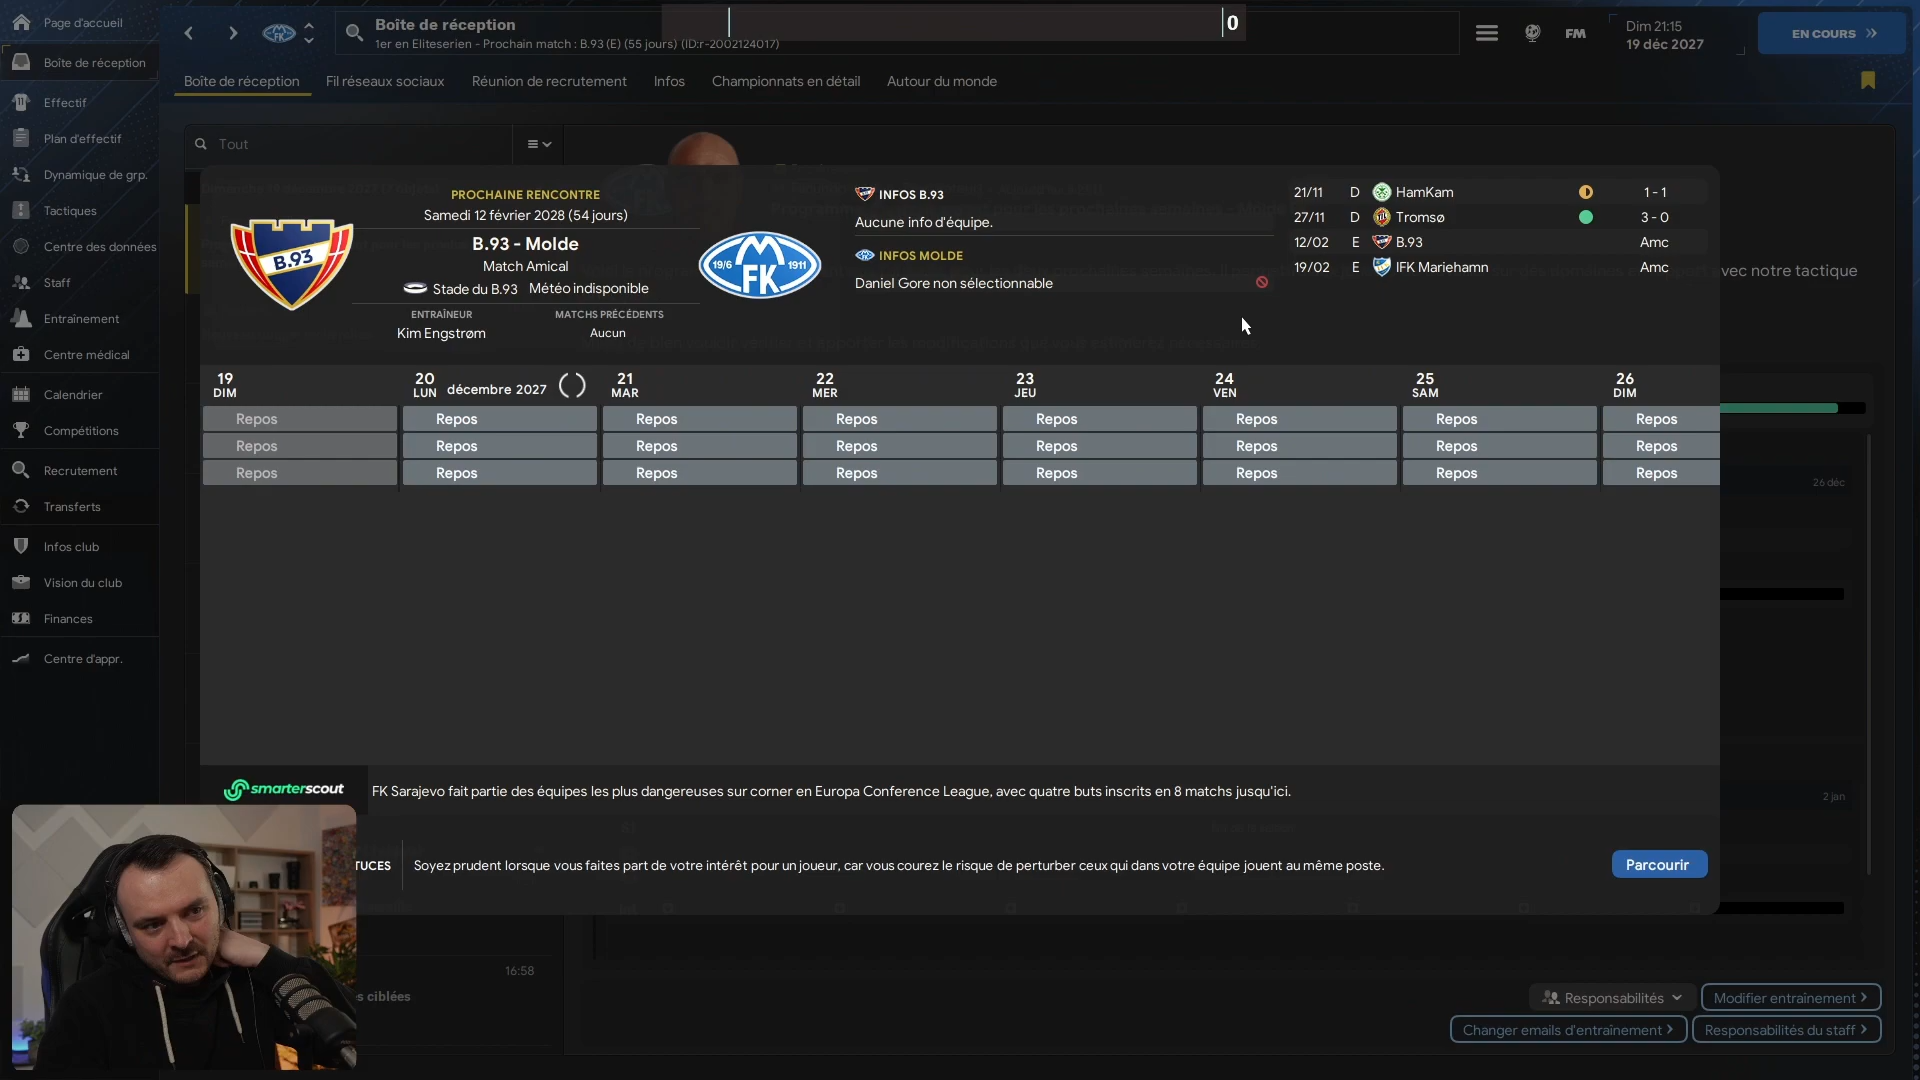 Page d'accueil
Boîte de réception
Effectif
Plan d'effectif
Dynamique de grp.
Tactiques
Centre des données
Staff
Entraînement
Centre médical
Calendrier
Compétitions
Recrutement
Transferts
Infos club
Vision du club
Finances
Centre d'appr.
Boîte de réception
1er en Eliteserien - Prochain match : B.93 (E) (55 jours) (ID:r-2002124017)
0
FM
Dim 21:15
19 déc 2027
EN COURS
Boîte de réception
Fil réseaux sociaux
Réunion de recrutement
Infos
Championnats en détail
Autour du monde
Tout
B.93
PROCHAINE RENCONTRE
Samedi 12 février 2028 (54 jours)
B.93 - Molde
Match Amical
Stade du B.93 Météo indisponible
ENTRAÎNEUR
Kim Engstrøm
MATCHS PRÉCÉDENTS
Aucun
19/6 1911
M
FK
INFOS B.93
Aucune info d'équipe.
INFOS MOLDE
Daniel Gore non sélectionnable
21/11 D HamKam 1 - 1
27/11 D Tromsø 3 - 0
12/02 E B.93 Amc
19/02 E IFK Mariehamn Amc
avec notre tactique
19 DIM
20 LUN
décembre 2027
21 MAR
22 MER
23 JEU
24 VEN
25 SAM
26 DIM
Repos Repos Repos Repos Repos Repos Repos Repos
Repos Repos Repos Repos Repos Repos Repos Repos
Repos Repos Repos Repos Repos Repos Repos Repos
26 déc
2 jan
smarterscout
FK Sarajevo fait partie des équipes les plus dangereuses sur corner en Europa Conference League, avec quatre buts inscrits en 8 matchs jusqu'ici.
TUCES
Soyez prudent lorsque vous faites part de votre intérêt pour un joueur, car vous courez le risque de perturber ceux qui dans votre équipe jouent au même poste.
Parcourir
16:58
s ciblées
Responsabilités
Modifier entraînement
Changer emails d'entraînement
Responsabilités du staff